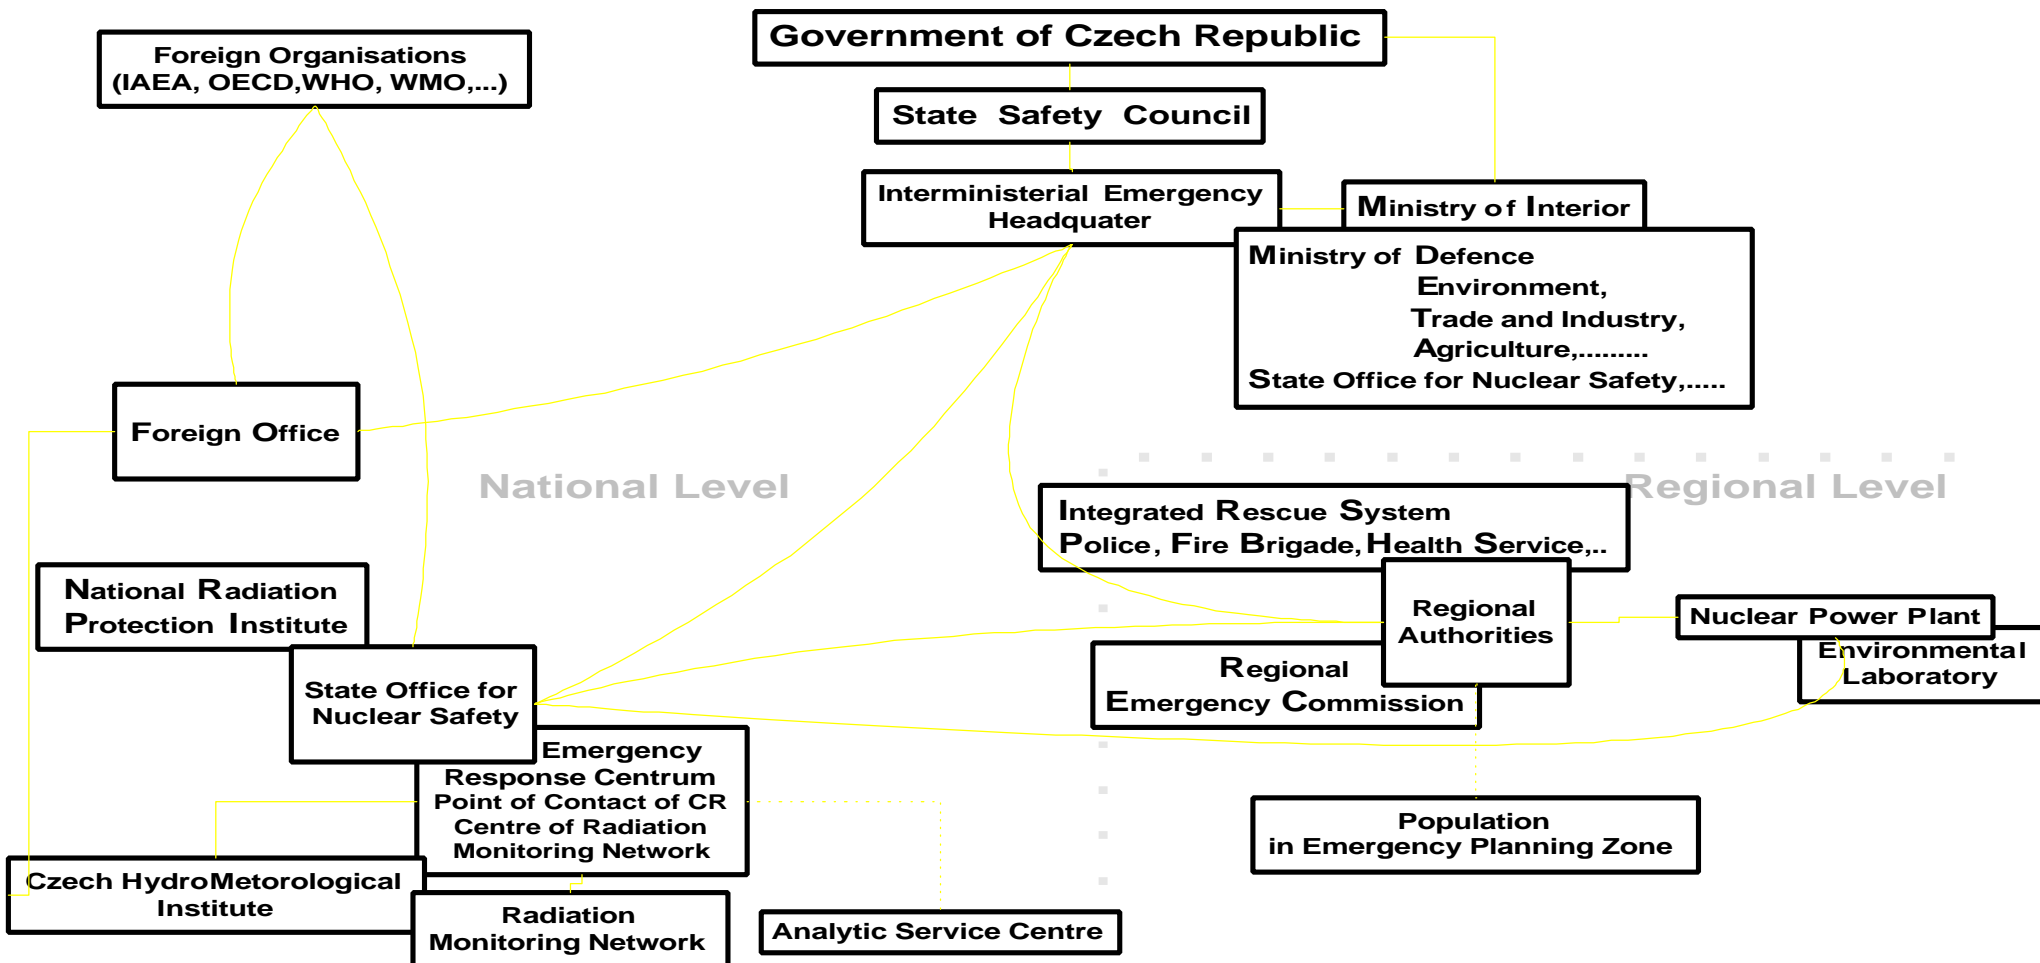 Government of Czech Republic
Foreign Organisations
(IAEA, OECD,WHO, WMO,...)
State Safety Council
Interministerial Emergency
Headquater
Ministry of Interior
Ministry of Defence
Environment,
Trade and Industry,
Agriculture,.........
State Office for Nuclear Safety,.....
Foreign Office
National Level
Regional Level
Integrated Rescue System
Police, Fire Brigade, Health Service,..
National Radiation
Protection Institute
Regional
Authorities
Nuclear Power Plant
Environmental
Laboratory
State Office for
Nuclear Safety
Regional
Emergency Commission
Emergency
Response Centrum
Point of Contact of CR
Centre of Radiation
Monitoring Network
Population
in Emergency Planning Zone
Czech HydroMetorological
Institute
Radiation
Monitoring Network
Analytic Service Centre